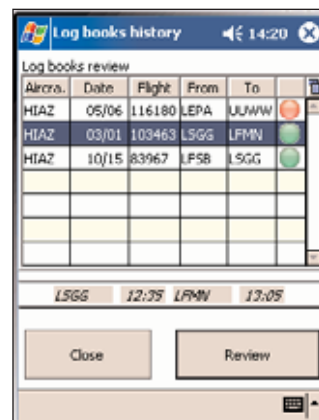 Log books history 14:20
Log books review
Aircra. Date Flight From To
HIAZ 05/06 116180 LEPA UUWW
HIAZ 03/01 103463 LSGG LFMN
HIAZ 10/15 83967 LFSB LSGG
LSGG 12:35 LFMN 13:05
Close Review